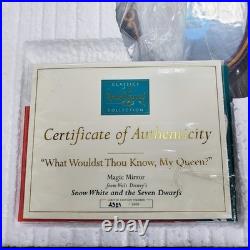 CLASSICS
COLLECTION
Certificate of Authenticity
"What Wouldst Thou Know, My Queen?"
Magic Mirror
from Walt Disney's
Snow White and the Seven Dwarfs